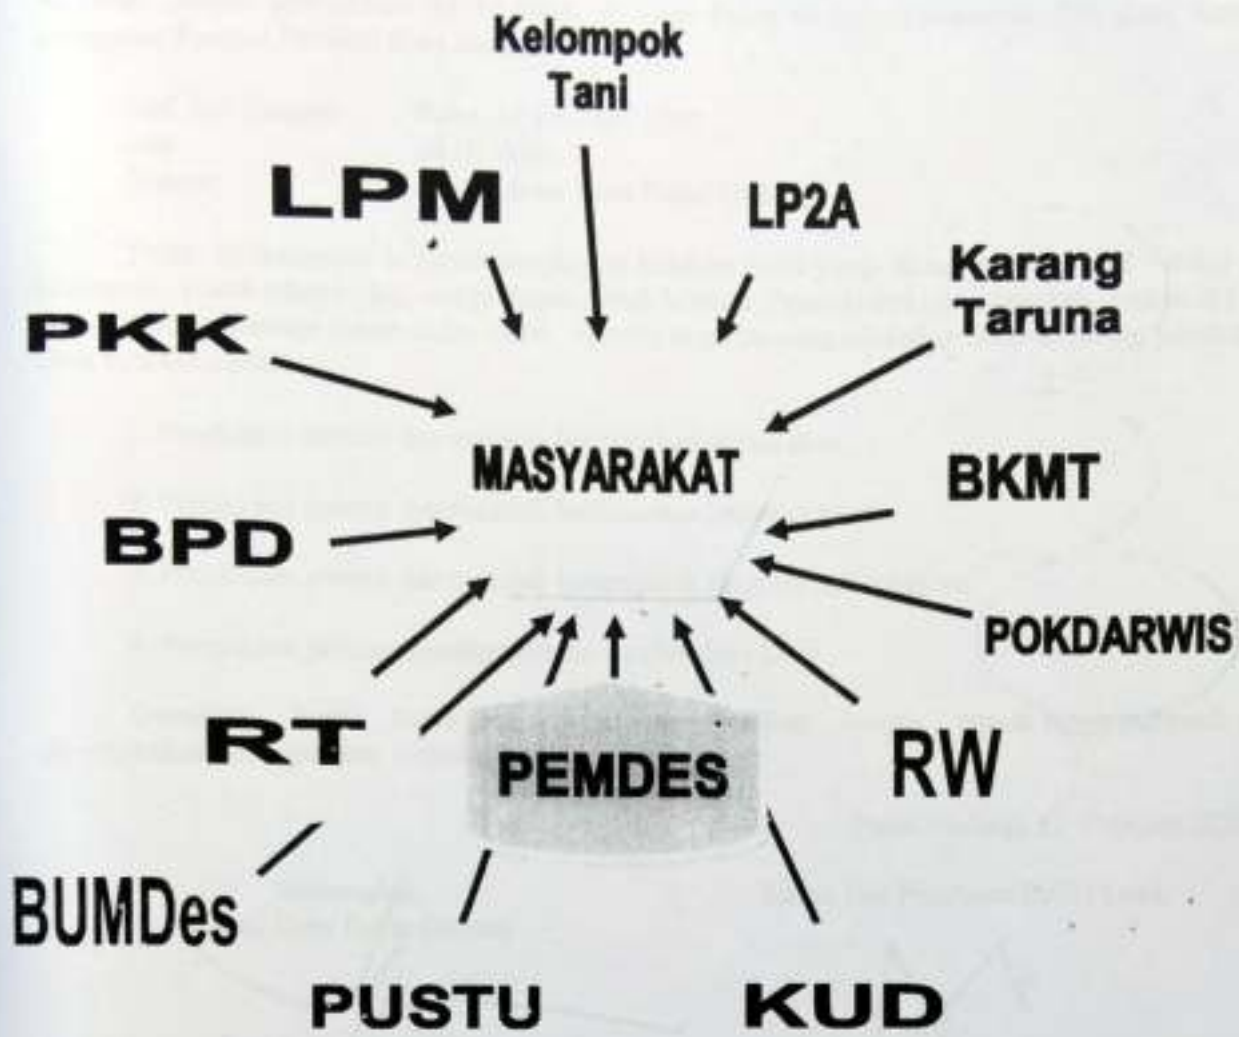 Kelompok
Tani
LPM
LP2A
Karang
Taruna
PKK
MASYARAKAT
BKMT
BPD
POKDARWIS
RT
PEMDES
RW
BUMDes
PUSTU
KUD